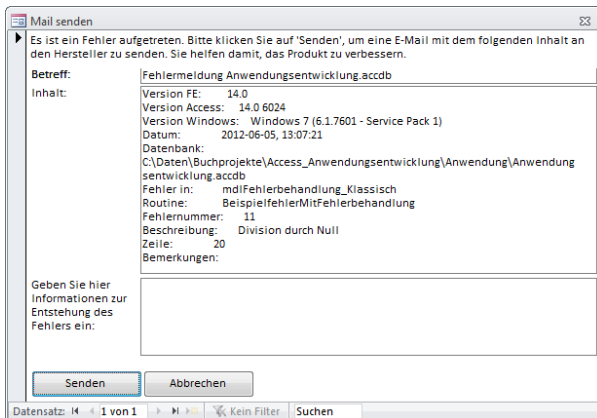 Mail senden
Es ist ein Fehler aufgetreten. Bitte klicken Sie auf 'Senden', um eine E-Mail mit dem folgenden Inhalt an
den Hersteller zu senden. Sie helfen damit, das Produkt zu verbessern.
Betreff: Fehlermeldung Anwendungsentwicklung.accdb
Inhalt: Version FE: 14.0
Version Access: 14.0 6024
Version Windows: Windows 7 (6.1.7601 - Service Pack 1)
Datum: 2012-06-05, 13:07:21
Datenbank:
C:\Daten\Buchprojekte\Access_Anwendungsentwicklung\Anwendung\Anwendung
sentwicklung.accdb
Fehler in: mdlFehlerbehandlung_Klassisch
Routine: BeispielfehlerMitFehlerbehandlung
Fehlernummer: 11
Beschreibung: Division durch Null
Zeile: 20
Bemerkungen:
Geben Sie hier
Informationen zur
Entstehung des
Fehlers ein:
Senden Abbrechen
Datensatz: 1 von 1 Kein Filter Suchen